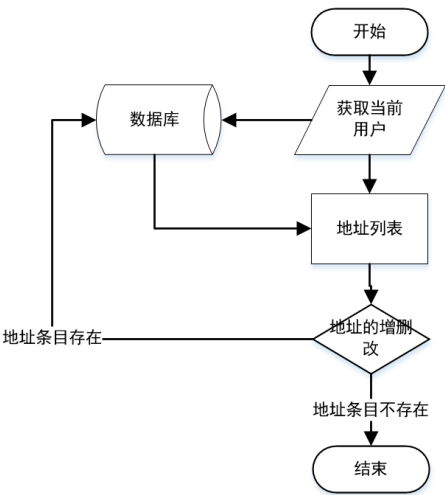 开始
获取当前
用户
数据库
地址列表
地址的增删
改
地址条目存在
地址条目不存在
结束